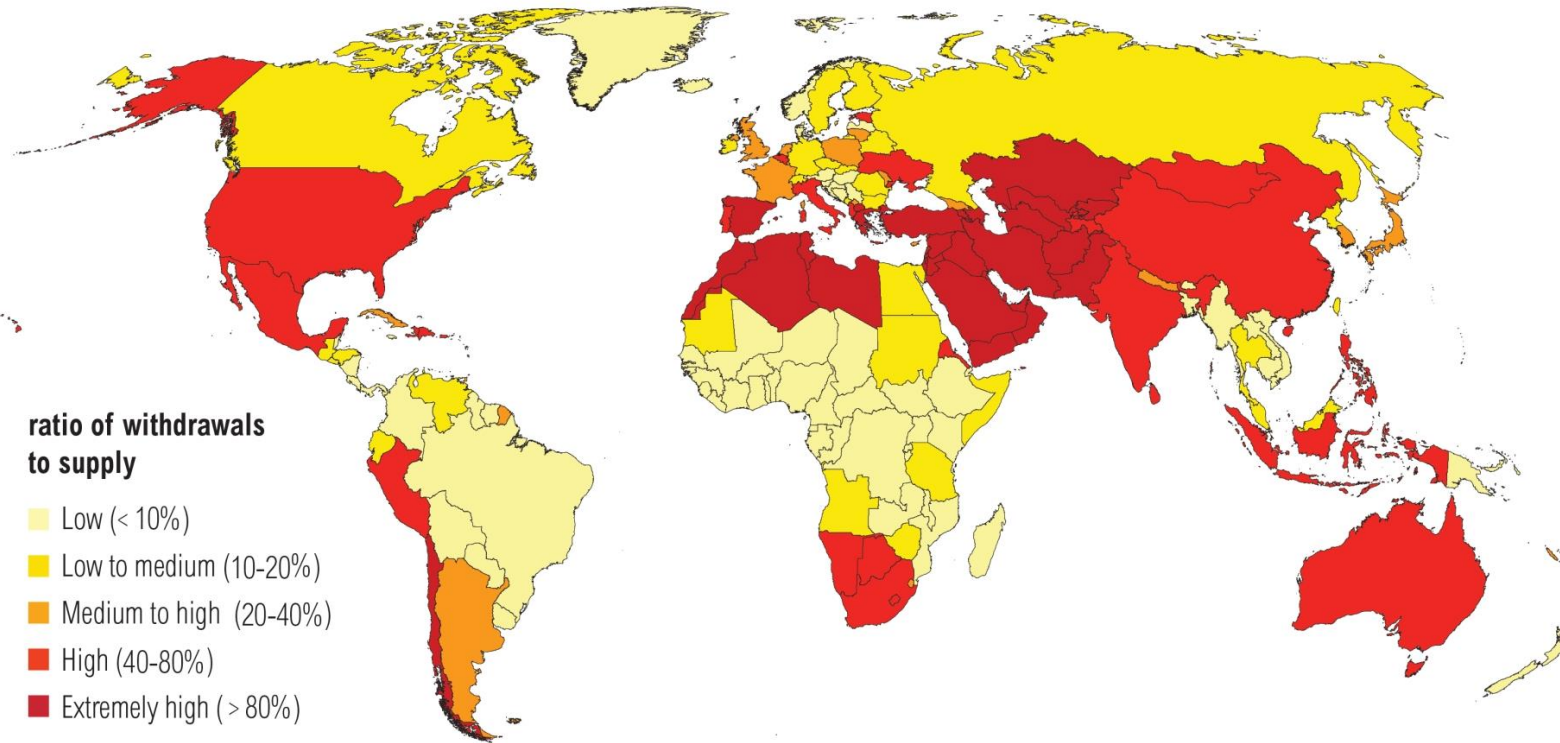 ratio of withdrawals
to supply
Low (< 10%)
Low to medium (10-20%)
Medium to high (20-40%)
High (40-80%)
Extremely high ( > 80%)